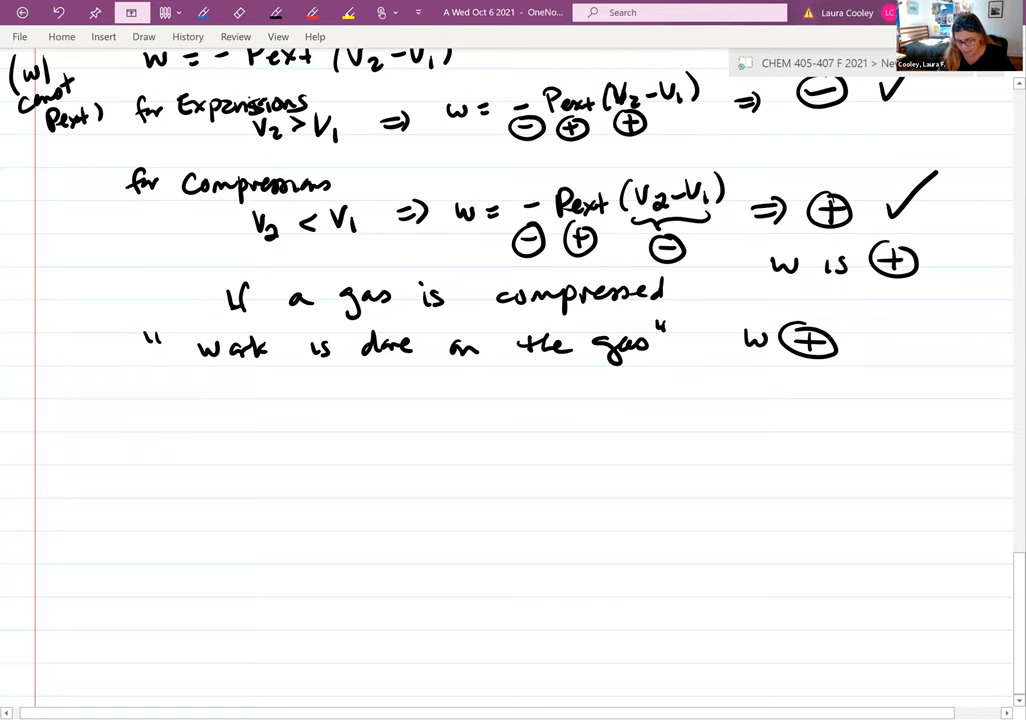 A Wed Oct 6 2021 - OneNo...
Search
Laura Cooley
LC
File Home Insert Draw History Review View Help
CHEM 405-407 F 2021 > Ne
Cooley, Laura F.
w = - Pext (V2-V1)
(w)
const
Pext)
for Expansions
V2 > V1 ⇒ w = - Pext (V2-V1) ⇒ - ✓
- + +
for Compressions
V2 < V1 ⇒ w = - Pext (V2-V1) ⇒ + ✓
- + -
w is +
If a gas is compressed
" work is done on the gas" w +